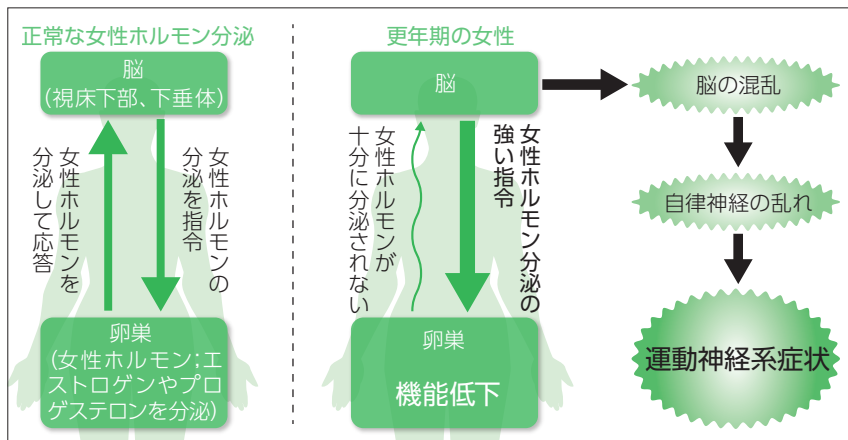 正常な女性ホルモン分泌
脳
(視床下部、下垂体)
女性ホルモンを
分泌して応答
女性ホルモンの
分泌を指令
卵巣
(女性ホルモン;エ
ストロゲンやプロ
ゲステロンを分泌)
更年期の女性
脳
女性ホルモンが
十分に分泌されない
女性ホルモン分泌の
強い指令
卵巣
機能低下
脳の混乱
自律神経の乱れ
運動神経系症状